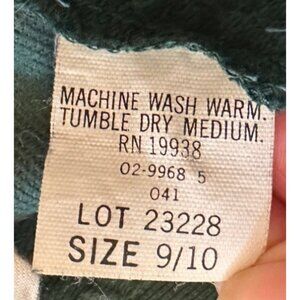 MACHINE WASH WARM.
TUMBLE DRY MEDIUM.
RN 19938
02-9968 5
041
LOT 23228
SIZE 9/10